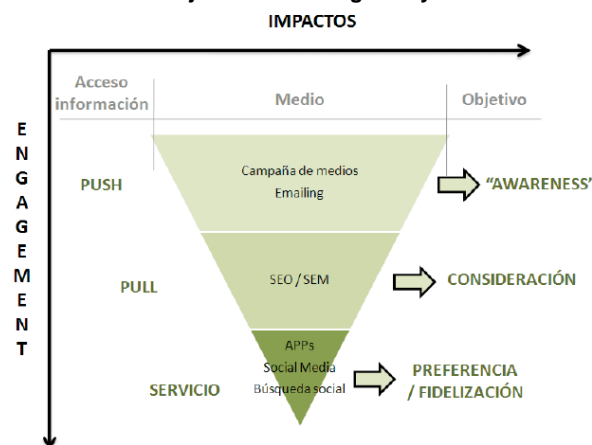 IMPACTOS
Acceso
información
Medio
Objetivo
ENGAGEMENT
PUSH
Campaña de medios
Emailing
"AWARENESS'
PULL
SEO / SEM
CONSIDERACIÓN
SERVICIO
APPs
Social Media
Búsqueda social
PREFERENCIA
/ FIDELIZACIÓN